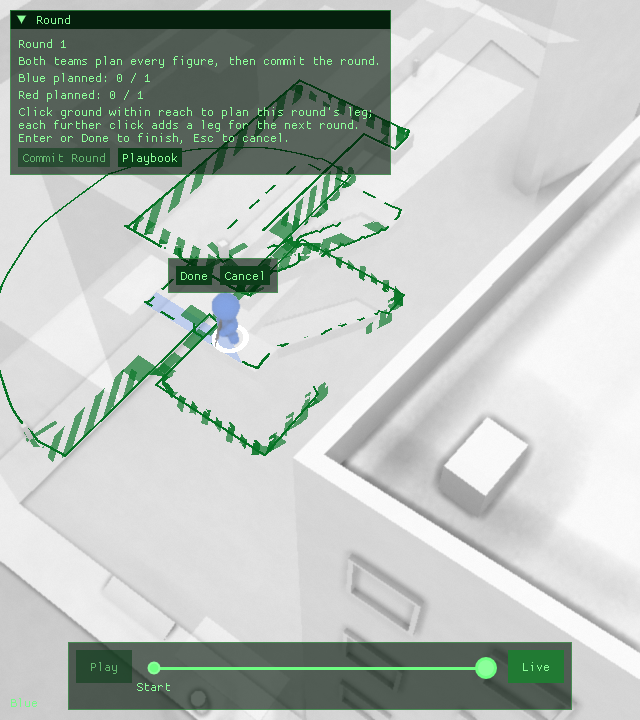 Round
Round 1
Both teams plan every figure, then commit the round.
Blue planned: 0 / 1
Red planned: 0 / 1
Click ground within reach to plan this round's leg;
each further click adds a leg for the next round.
Enter or Done to finish, Esc to cancel.
Commit Round Playbook
Done Cancel
Play Live
Start